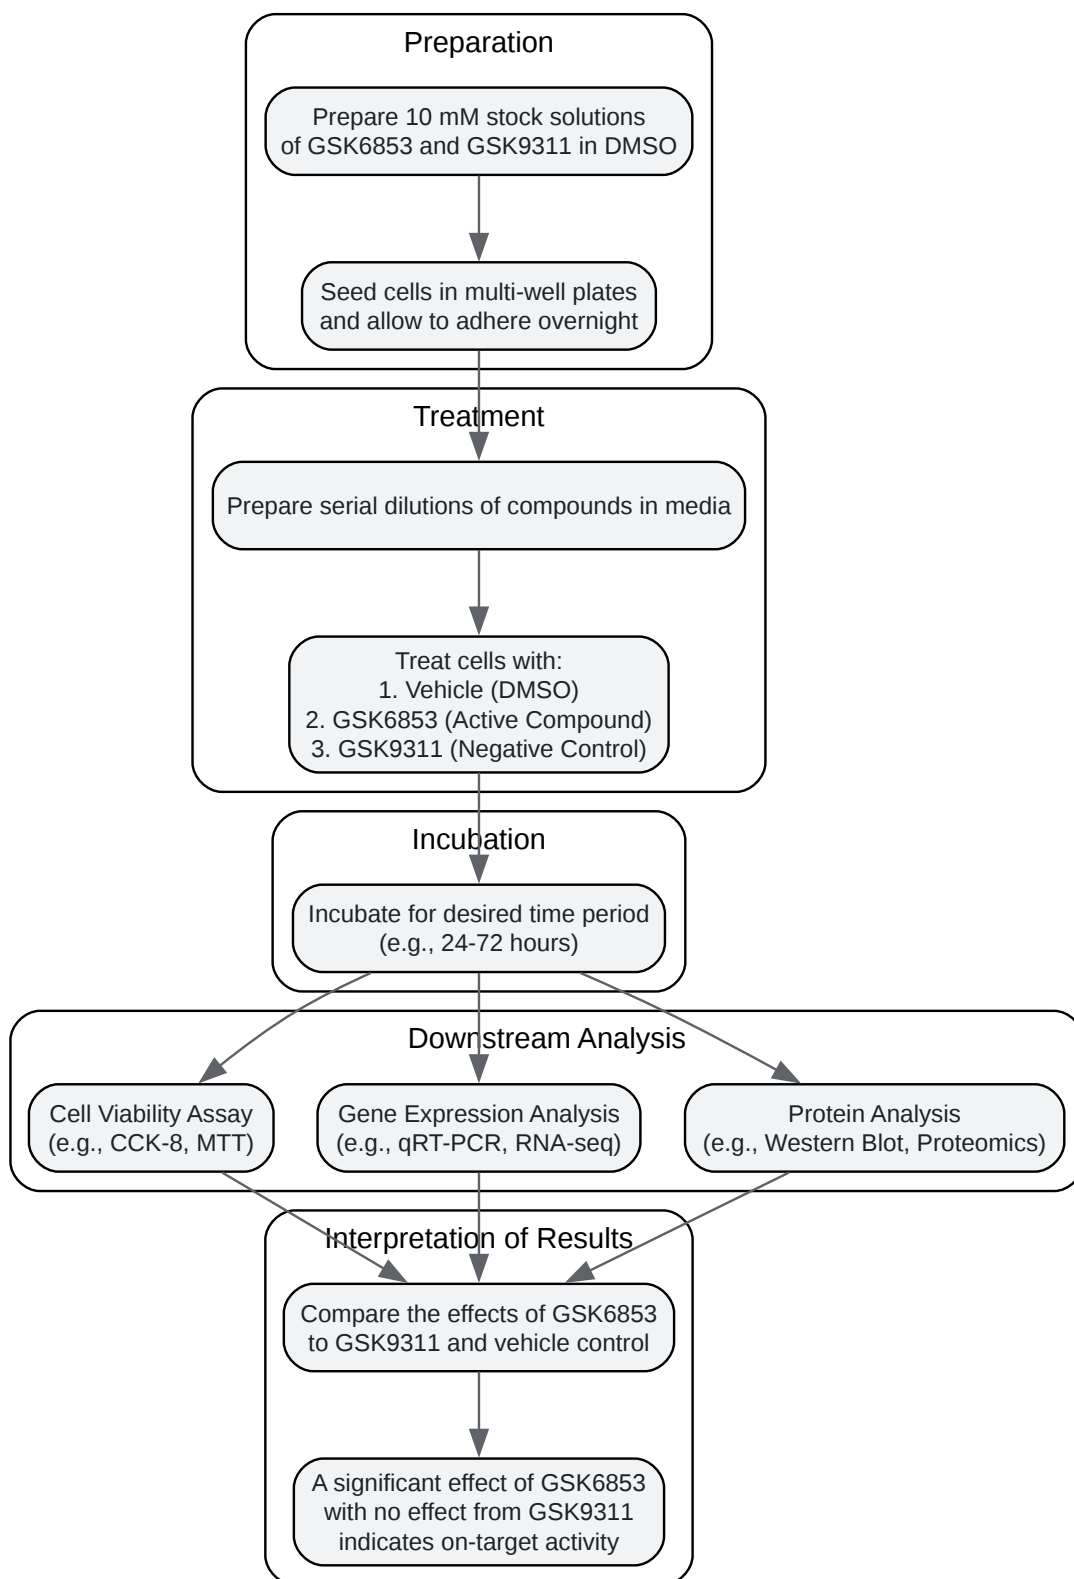 Preparation
Prepare 10 mM stock solutions
of GSK6853 and GSK9311 in DMSO
Seed cells in multi-well plates
and allow to adhere overnight
Treatment
Prepare serial dilutions of compounds in media
Treat cells with:
1. Vehicle (DMSO)
2. GSK6853 (Active Compound)
3. GSK9311 (Negative Control)
Incubation
Incubate for desired time period
(e.g., 24-72 hours)
Downstream Analysis
Cell Viability Assay
(e.g., CCK-8, MTT)
Gene Expression Analysis
(e.g., qRT-PCR, RNA-seq)
Protein Analysis
(e.g., Western Blot, Proteomics)
Interpretation of Results
Compare the effects of GSK6853
to GSK9311 and vehicle control
A significant effect of GSK6853
with no effect from GSK9311
indicates on-target activity